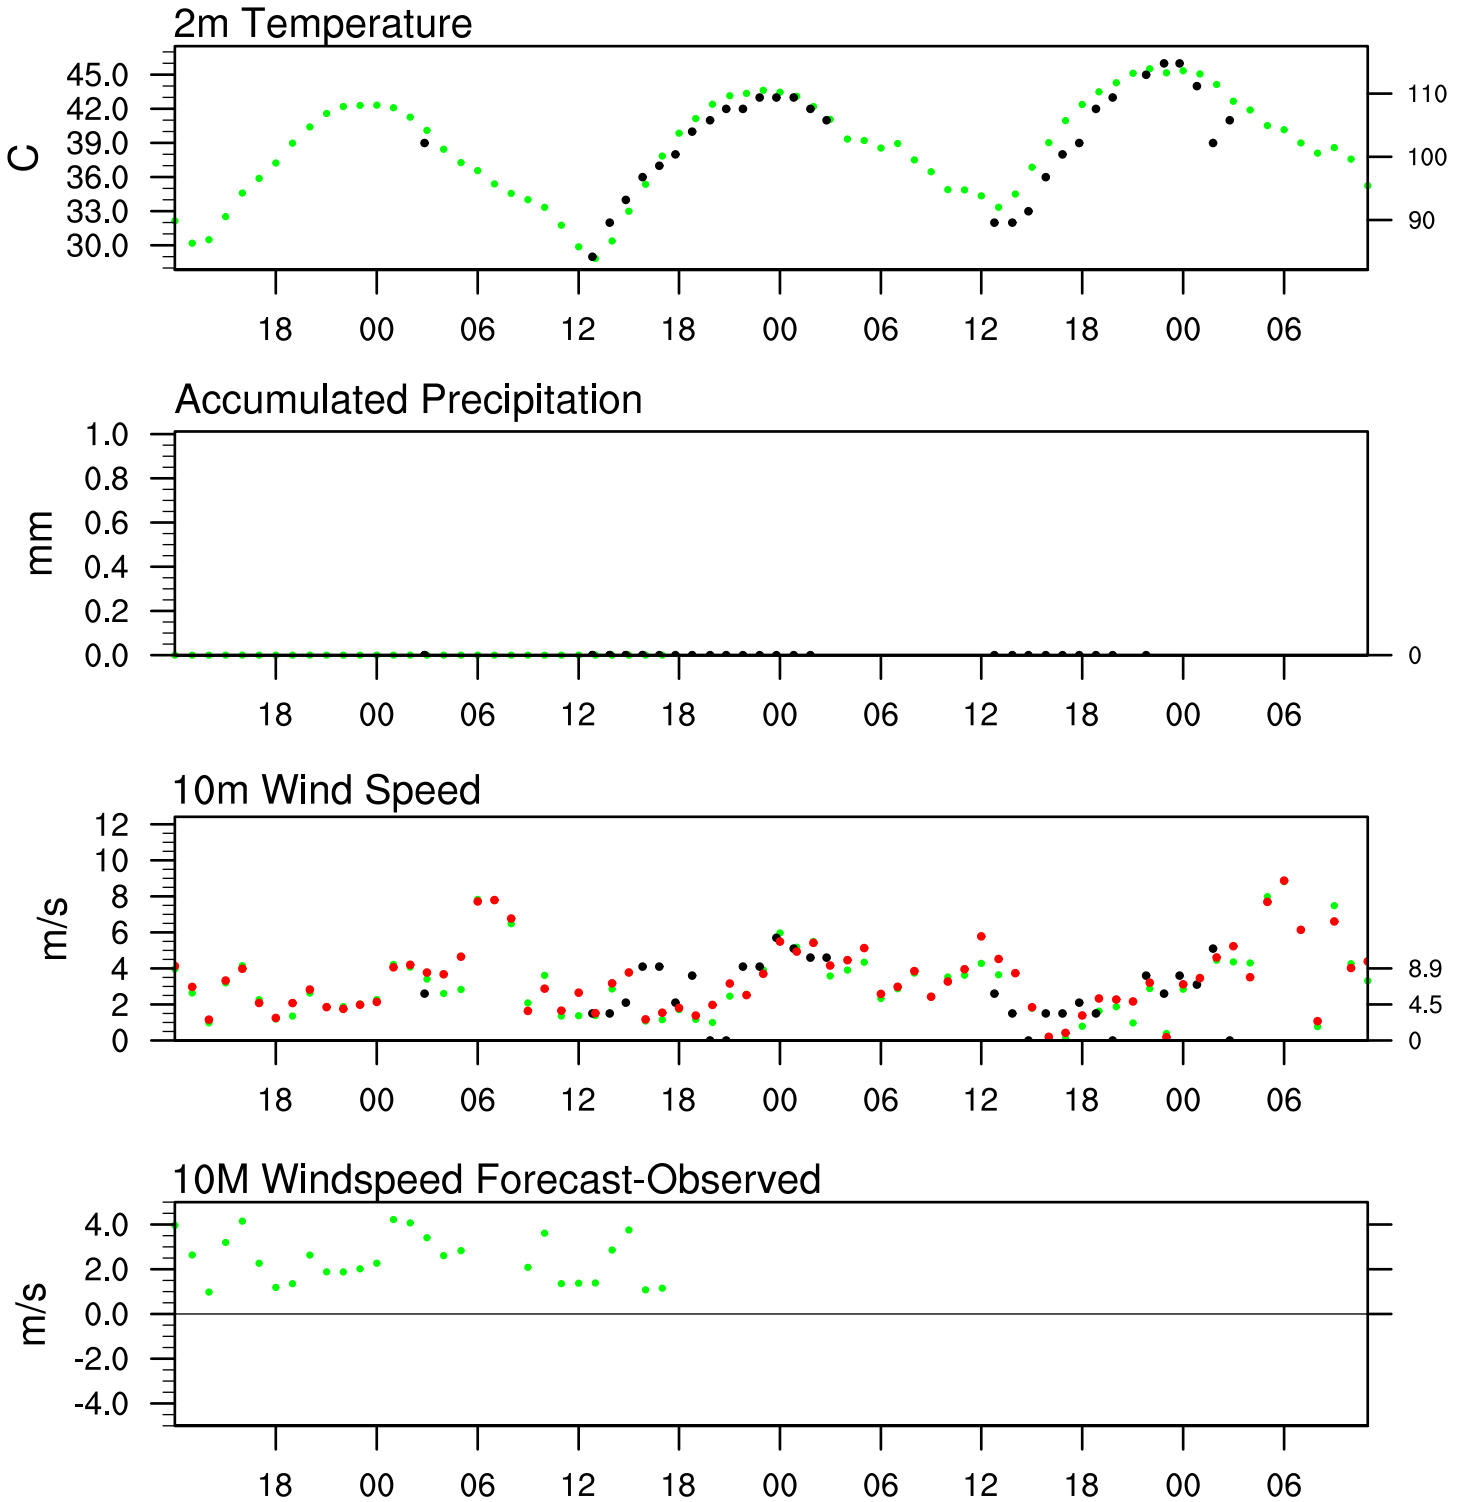 2m Temperature
45.0
42.0
39.0
36.0
33.0
30.0
C
110
100
90
18 00 06 12 18 00 06 12 18 00 06
Accumulated Precipitation
1.0
0.8
0.6
0.4
0.2
0.0
mm
0
18 00 06 12 18 00 06 12 18 00 06
10m Wind Speed
12
10
8
6
4
2
0
m/s
8.9
4.5
0
18 00 06 12 18 00 06 12 18 00 06
10M Windspeed Forecast-Observed
4.0
2.0
0.0
-2.0
-4.0
m/s
18 00 06 12 18 00 06 12 18 00 06